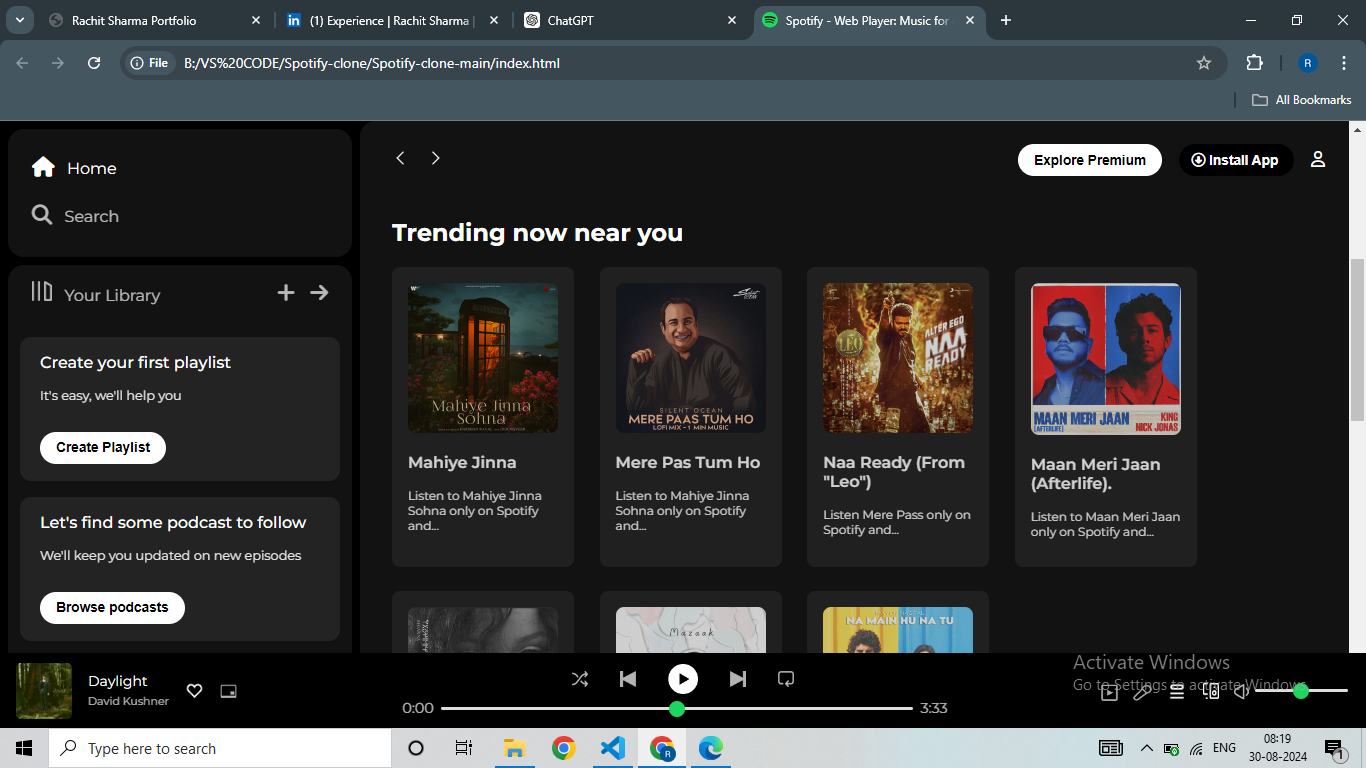 Rachit Sharma Portfolio
(1) Experience | Rachit Sharma |
ChatGPT
Spotify - Web Player: Music for
File
B:/VS%20CODE/Spotify-clone/Spotify-clone-main/index.html
R
All Bookmarks
Home
Search
Your Library
Create your first playlist
It's easy, we'll help you
Create Playlist
Let's find some podcast to follow
We'll keep you updated on new episodes
Browse podcasts
Explore Premium
Install App
Trending now near you
Mahiye Jinna
Sohna
Mahiye Jinna
Listen to Mahiye Jinna
Sohna only on Spotify
and...
SILENT OCEAN
MERE PAAS TUM HO
LOFI MIX - 1 MIN MUSIC
Mere Pas Tum Ho
Listen to Mahiye Jinna
Sohna only on Spotify
and...
LEO
ALTER EGO
NAA
READY
Naa Ready (From
"Leo")
Listen Mere Pass only on
Spotify and...
MAAN MERI JAAN
[AFTERLIFE]
KING
NICK JONAS
Maan Meri Jaan
(Afterlife).
Listen to Maan Meri Jaan
only on Spotify and...
Mazaak
NA MAIN HU NA TU
Daylight
David Kushner
0:00
3:33
Activate Windows
Go to Settings to activate Windows.
Type here to search
R
ENG
08:19
30-08-2024
1